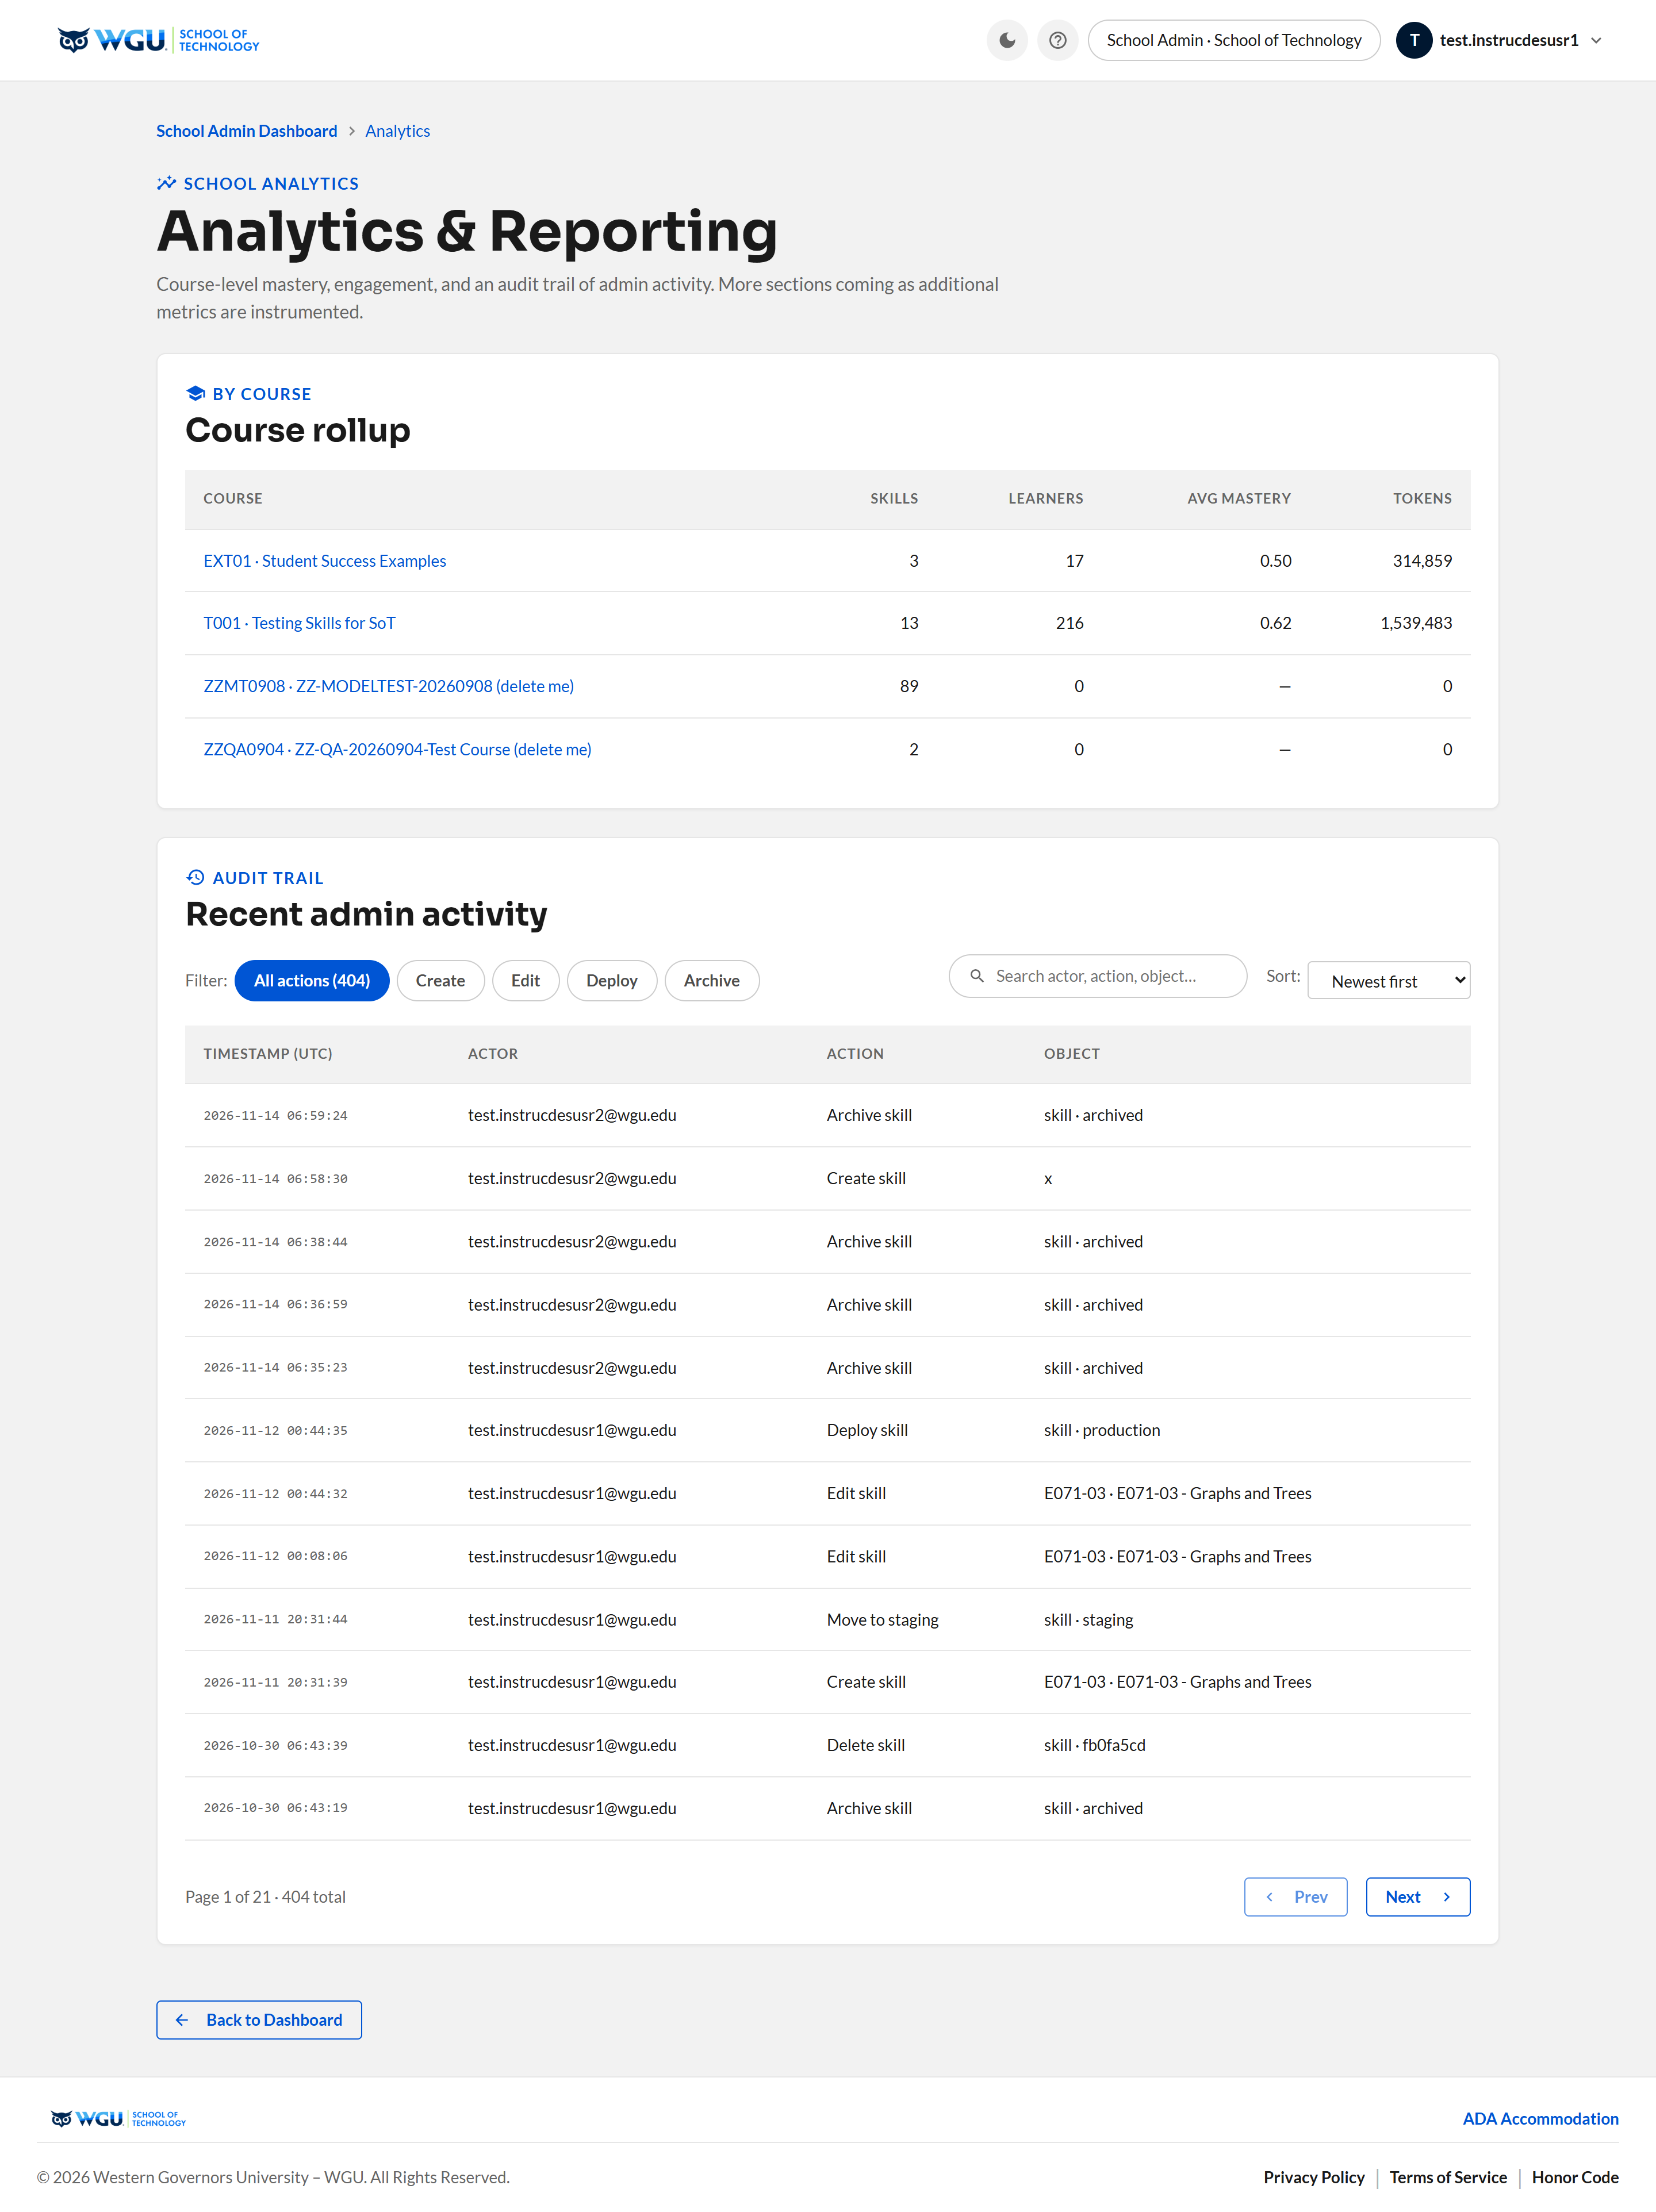 WGU SCHOOL OF TECHNOLOGY
School Admin · School of Technology
T test.instrucdesusr1
School Admin Dashboard > Analytics
SCHOOL ANALYTICS
Analytics & Reporting
Course-level mastery, engagement, and an audit trail of admin activity. More sections coming as additional
metrics are instrumented.
BY COURSE
Course rollup
COURSE SKILLS LEARNERS AVG MASTERY TOKENS
EXT01 · Student Success Examples 3 17 0.50 314,859
T001 · Testing Skills for SoT 13 216 0.62 1,539,483
ZZMT0908 · ZZ-MODELTEST-20260908 (delete me) 89 0 — 0
ZZQA0904 · ZZ-QA-20260904-Test Course (delete me) 2 0 — 0
AUDIT TRAIL
Recent admin activity
Filter: All actions (404) Create Edit Deploy Archive Search actor, action, object... Sort: Newest first
TIMESTAMP (UTC) ACTOR ACTION OBJECT
2026-11-14 06:59:24 test.instrucdesusr2@wgu.edu Archive skill skill · archived
2026-11-14 06:58:30 test.instrucdesusr2@wgu.edu Create skill x
2026-11-14 06:38:44 test.instrucdesusr2@wgu.edu Archive skill skill · archived
2026-11-14 06:36:59 test.instrucdesusr2@wgu.edu Archive skill skill · archived
2026-11-14 06:35:23 test.instrucdesusr2@wgu.edu Archive skill skill · archived
2026-11-12 00:44:35 test.instrucdesusr1@wgu.edu Deploy skill skill · production
2026-11-12 00:44:32 test.instrucdesusr1@wgu.edu Edit skill E071-03 · E071-03 - Graphs and Trees
2026-11-12 00:08:06 test.instrucdesusr1@wgu.edu Edit skill E071-03 · E071-03 - Graphs and Trees
2026-11-11 20:31:44 test.instrucdesusr1@wgu.edu Move to staging skill · staging
2026-11-11 20:31:39 test.instrucdesusr1@wgu.edu Create skill E071-03 · E071-03 - Graphs and Trees
2026-10-30 06:43:39 test.instrucdesusr1@wgu.edu Delete skill skill · fb0fa5cd
2026-10-30 06:43:19 test.instrucdesusr1@wgu.edu Archive skill skill · archived
Page 1 of 21 · 404 total Prev Next
Back to Dashboard
WGU SCHOOL OF TECHNOLOGY
ADA Accommodation
© 2026 Western Governors University – WGU. All Rights Reserved.
Privacy Policy | Terms of Service | Honor Code